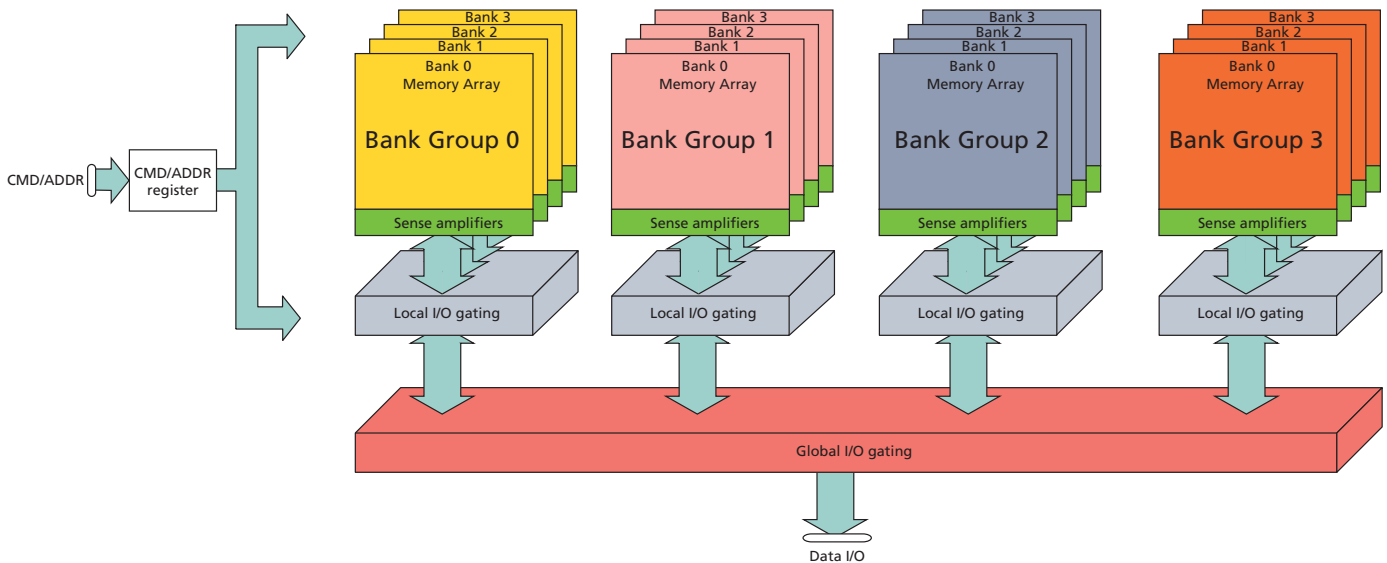 Bank 3
Bank 2
Bank 1
Bank 0
Memory Array
Bank Group 0
Sense amplifiers
Bank 3
Bank 2
Bank 1
Bank 0
Memory Array
Bank Group 1
Sense amplifiers
Bank 3
Bank 2
Bank 1
Bank 0
Memory Array
Bank Group 2
Sense amplifiers
Bank 3
Bank 2
Bank 1
Bank 0
Memory Array
Bank Group 3
Sense amplifiers
CMD/ADDR
CMD/ADDR
register
Local I/O gating
Local I/O gating
Local I/O gating
Local I/O gating
Global I/O gating
Data I/O